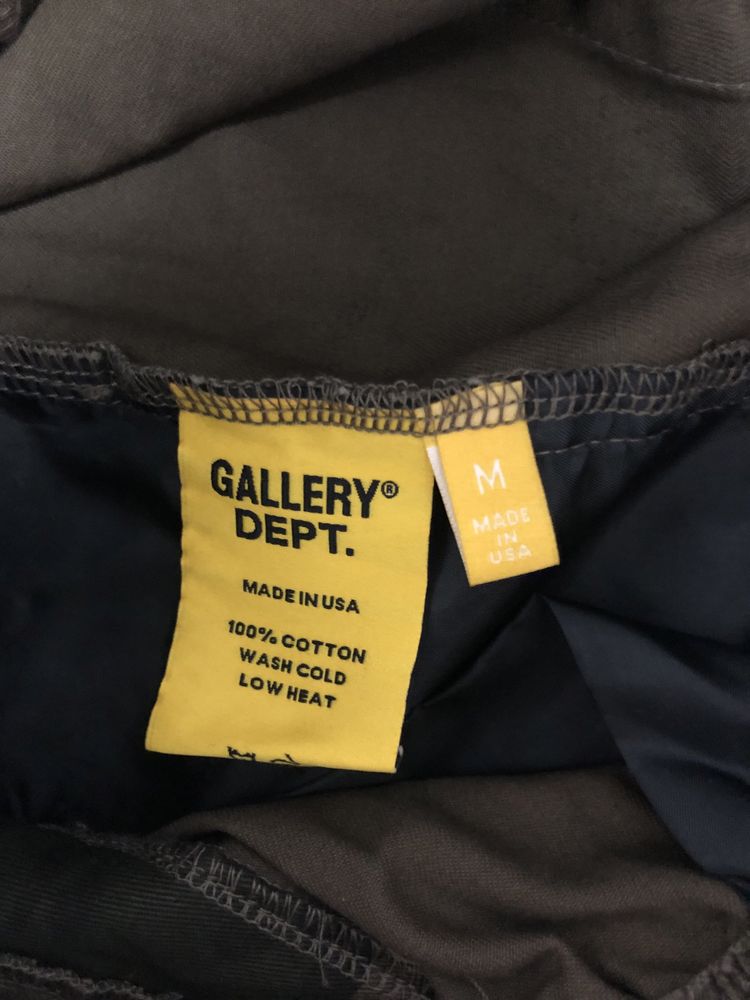 GALLERY®
DEPT.
MADE IN USA
100% COTTON
WASH COLD
LOW HEAT
M
MADE
IN
USA